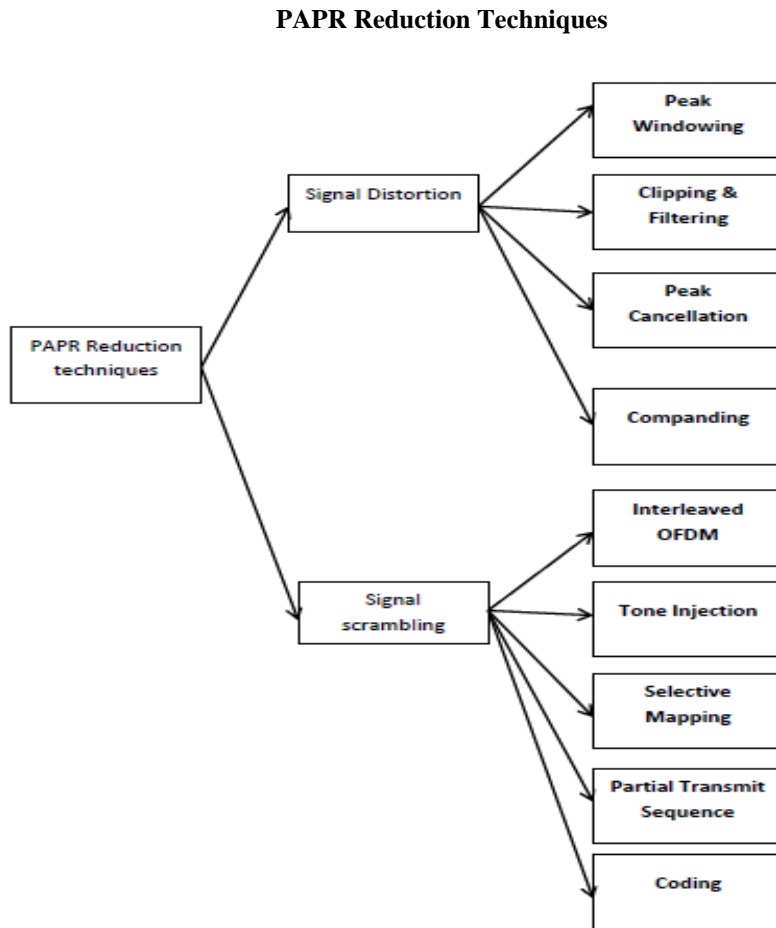 PAPR Reduction Techniques
Peak
Windowing
Signal Distortion
Clipping &
Filtering
Peak
Cancellation
PAPR Reduction
techniques
Companding
Interleaved
OFDM
Signal
scrambling
Tone Injection
Selective
Mapping
Partial Transmit
Sequence
Coding